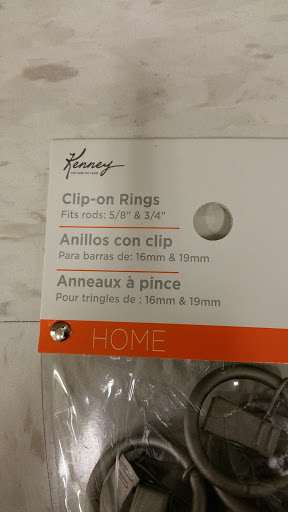 Kenney
Clip-on Rings
Fits rods: 5/8" & 3/4"
Anillos con clip
Para barras de: 16mm & 19mm
Anneaux à pince
Pour tringles de : 16mm & 19mm
HOME